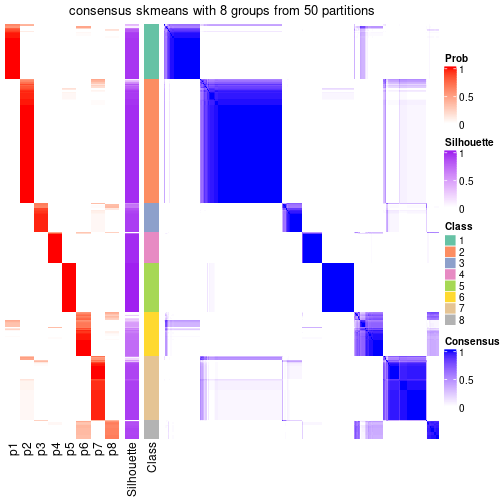 consensus skmeans with 8 groups from 50 partitions
Prob
1
0.5
0
Silhouette
1
0.5
0
Class
1
2
3
4
5
6
7
8
Consensus
1
0.5
0
p1
p2
p3
p4
p5
p6
p7
p8
Silhouette
Class